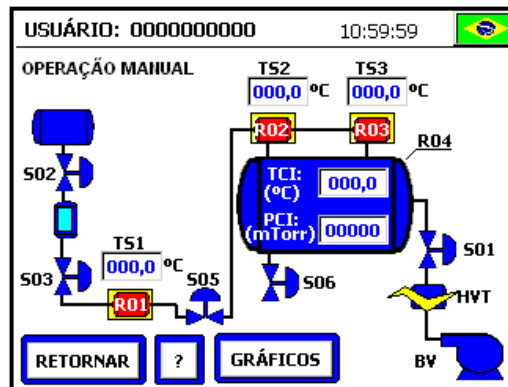 USUÁRIO: 0000000000 10:59:59
OPERAÇÃO MANUAL
TS2 TS3
000,0 ºC 000,0 ºC
R02 R03
R04
S02
TCI: (ºC) 000,0
PCI: (mTorr) 00000
TS1
000,0 ºC
S01
S03
S05
S06
R01
HVT
RETORNAR ? GRÁFICOS BV